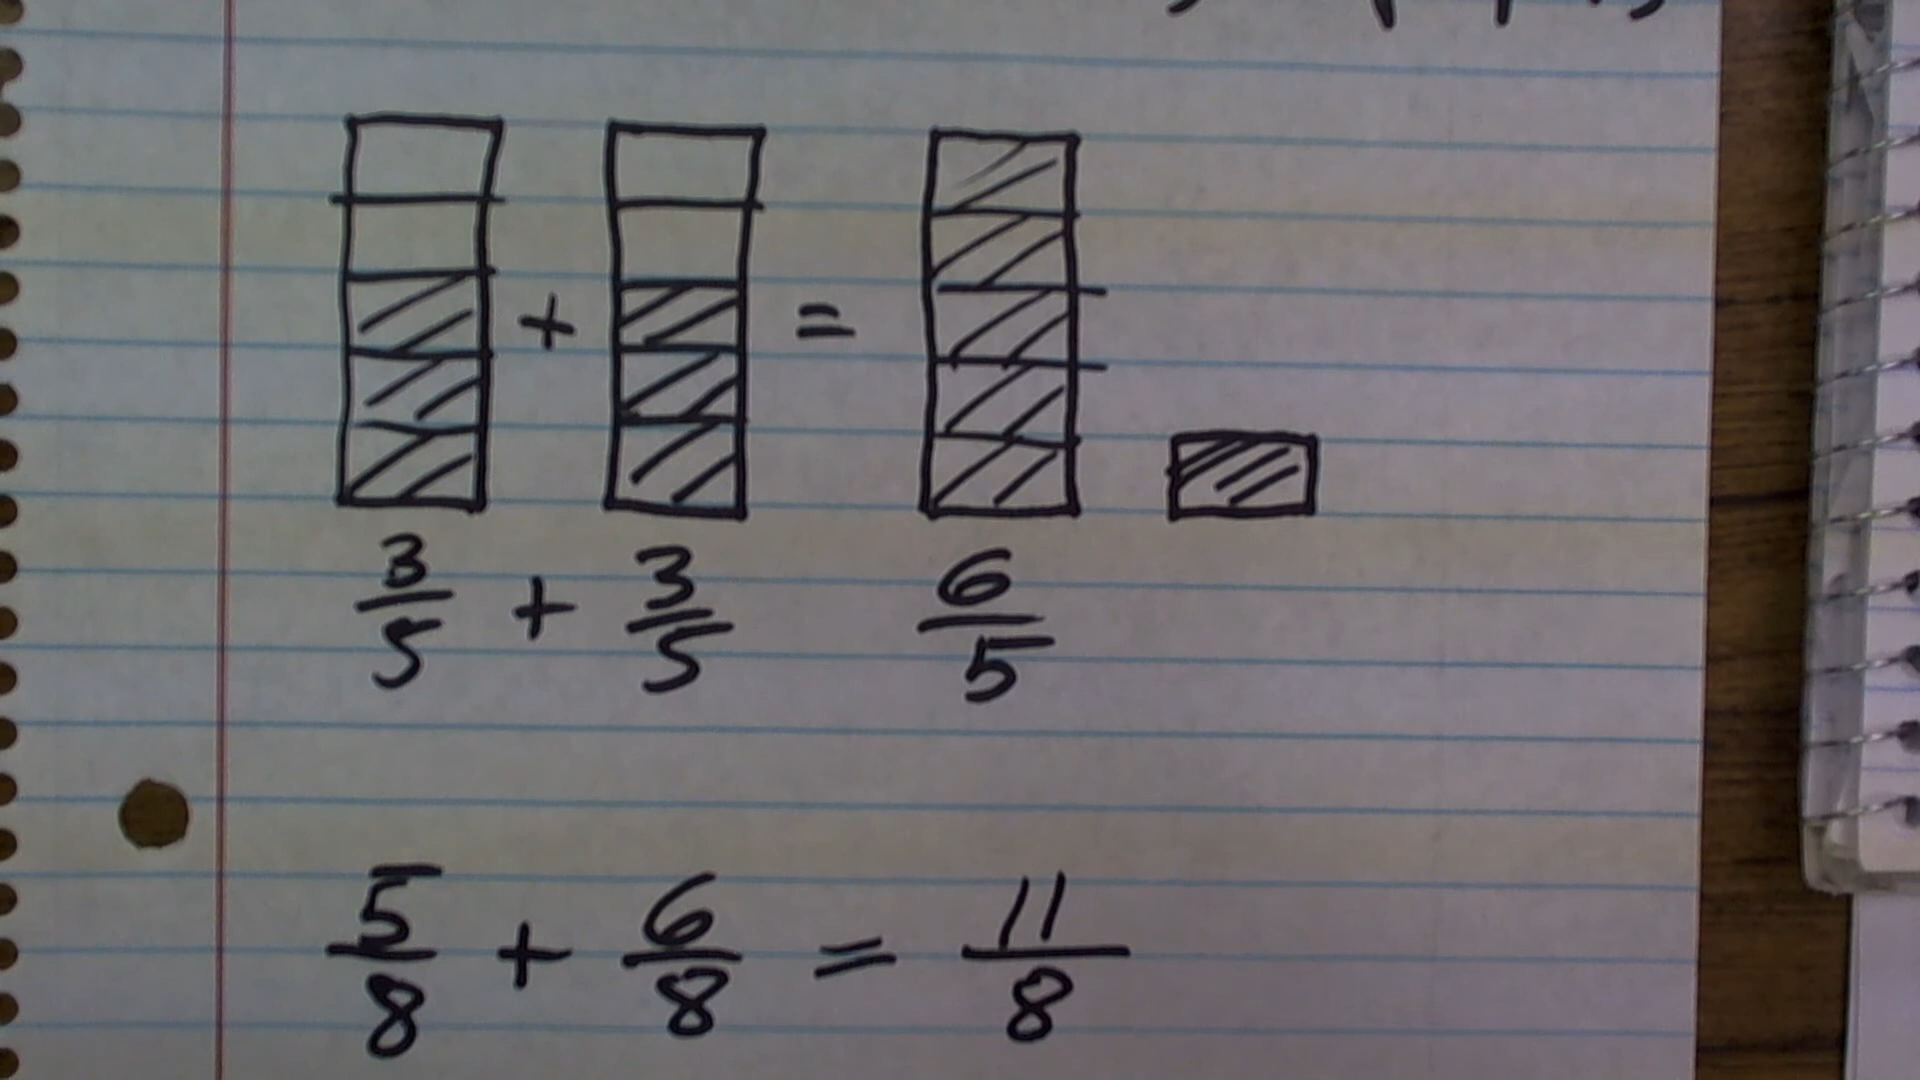 + =
3/5 + 3/5 6/5
5/8 + 6/8 = 11/8